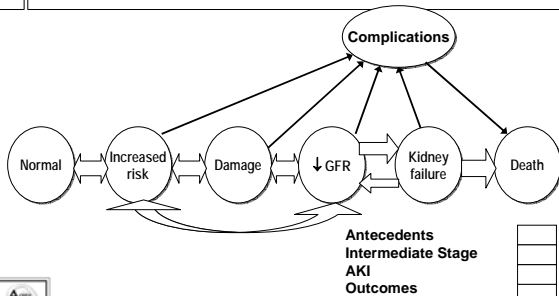 Complications
Normal
Increased
risk
Damage
↓ GFR
Kidney
failure
Death
Antecedents
Intermediate Stage
AKI
Outcomes